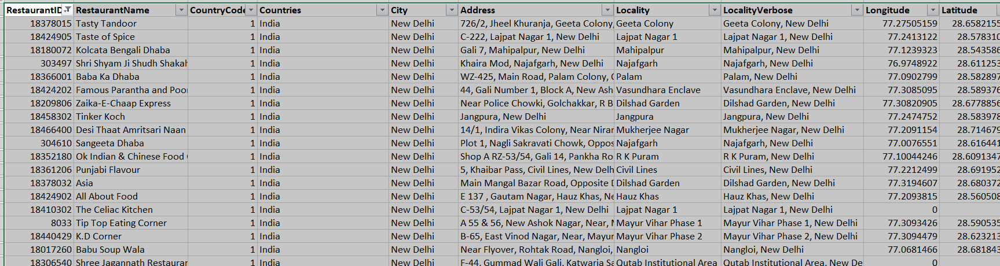 RestaurantID RestaurantName CountryCode Countries City Address Locality LocalityVerbose Longitude Latitude
18378015 Tasty Tandoor 1 India New Delhi 726/2, Jheel Khuranja, Geeta Colony, Geeta Colony Geeta Colony, New Delhi 77.27505159 28.6582155
18424905 Taste of Spice 1 India New Delhi C-222, Lajpat Nagar 1, New Delhi Lajpat Nagar 1 Lajpat Nagar 1, New Delhi 77.2413122 28.578310
18180072 Kolcata Bengali Dhaba 1 India New Delhi Gali 7, Mahipalpur, New Delhi Mahipalpur Mahipalpur, New Delhi 77.1239323 28.543586
303497 Shri Shyam Ji Shudh Shakah 1 India New Delhi Khaira Mod, Najafgarh, New Delhi Najafgarh Najafgarh, New Delhi 76.9748922 28.611253
18366001 Baba Ka Dhaba 1 India New Delhi WZ-425, Main Road, Palam Colony, Palam Palam, New Delhi 77.0902799 28.582897
18424202 Famous Parantha and Poor 1 India New Delhi 44, Gali Number 1, Block A, New Ash Vasundhara Enclave Vasundhara Enclave, New Delhi 77.3085095 28.589376
18209806 Zaika-E-Chaap Express 1 India New Delhi Near Police Chowki, Golchakkar, R B Dilshad Garden Dilshad Garden, New Delhi 77.30820905 28.6778856
18458302 Tinker Koch 1 India New Delhi Jangpura, New Delhi Jangpura Jangpura, New Delhi 77.2474752 28.583978
18466400 Desi Thaat Amritsari Naan 1 India New Delhi 14/1, Indira Vikas Colony, Near Nirar Mukherjee Nagar Mukherjee Nagar, New Delhi 77.2091154 28.714679
304610 Sangeeta Dhaba 1 India New Delhi Plot 1, Nagli Sakravati Chowk, Oppos Najafgarh Najafgarh, New Delhi 77.0076551 28.616441
18352180 Ok Indian & Chinese Food 1 India New Delhi Shop A RZ-53/54, Gali 14, Pankha Ro R K Puram R K Puram, New Delhi 77.10044246 28.6091347
18361206 Punjabi Flavour 1 India New Delhi 5, Khaibar Pass, Civil Lines, New Delh Civil Lines Civil Lines, New Delhi 77.2212499 28.691952
18378032 Asia 1 India New Delhi Main Mangal Bazar Road, Opposite Dilshad Garden Dilshad Garden, New Delhi 77.3194607 28.680372
18424902 All About Food 1 India New Delhi E 137 , Gautam Nagar, Hauz Khas, Ne Hauz Khas Hauz Khas, New Delhi 77.2093815 28.560508
18410302 The Celiac Kitchen 1 India New Delhi C-53/54, Lajpat Nagar 1, New Delhi Lajpat Nagar 1 Lajpat Nagar 1, New Delhi 0
8033 Tip Top Eating Corner 1 India New Delhi A 55 & 56, New Ashok Nagar, Near, Mayur Vihar Phase 1 Mayur Vihar Phase 1, New Delhi 77.3093426 28.590535
18440429 K.D Corner 1 India New Delhi B-65, East Vinod Nagar, Near, Mayur Mayur Vihar Phase 2 Mayur Vihar Phase 2, New Delhi 77.3094479 28.623213
18017260 Babu Soup Wala 1 India New Delhi Near Flyover, Rohtak Road, Nangloi, Nangloi Nangloi, New Delhi 77.0681466 28.681843
18306540 Shree Jagannath Restaurar 1 India New Delhi F-44, Gummad Wali Gali, Katwaria Sa Qutab Institutional Area Qutab Institutional Area, New De 0